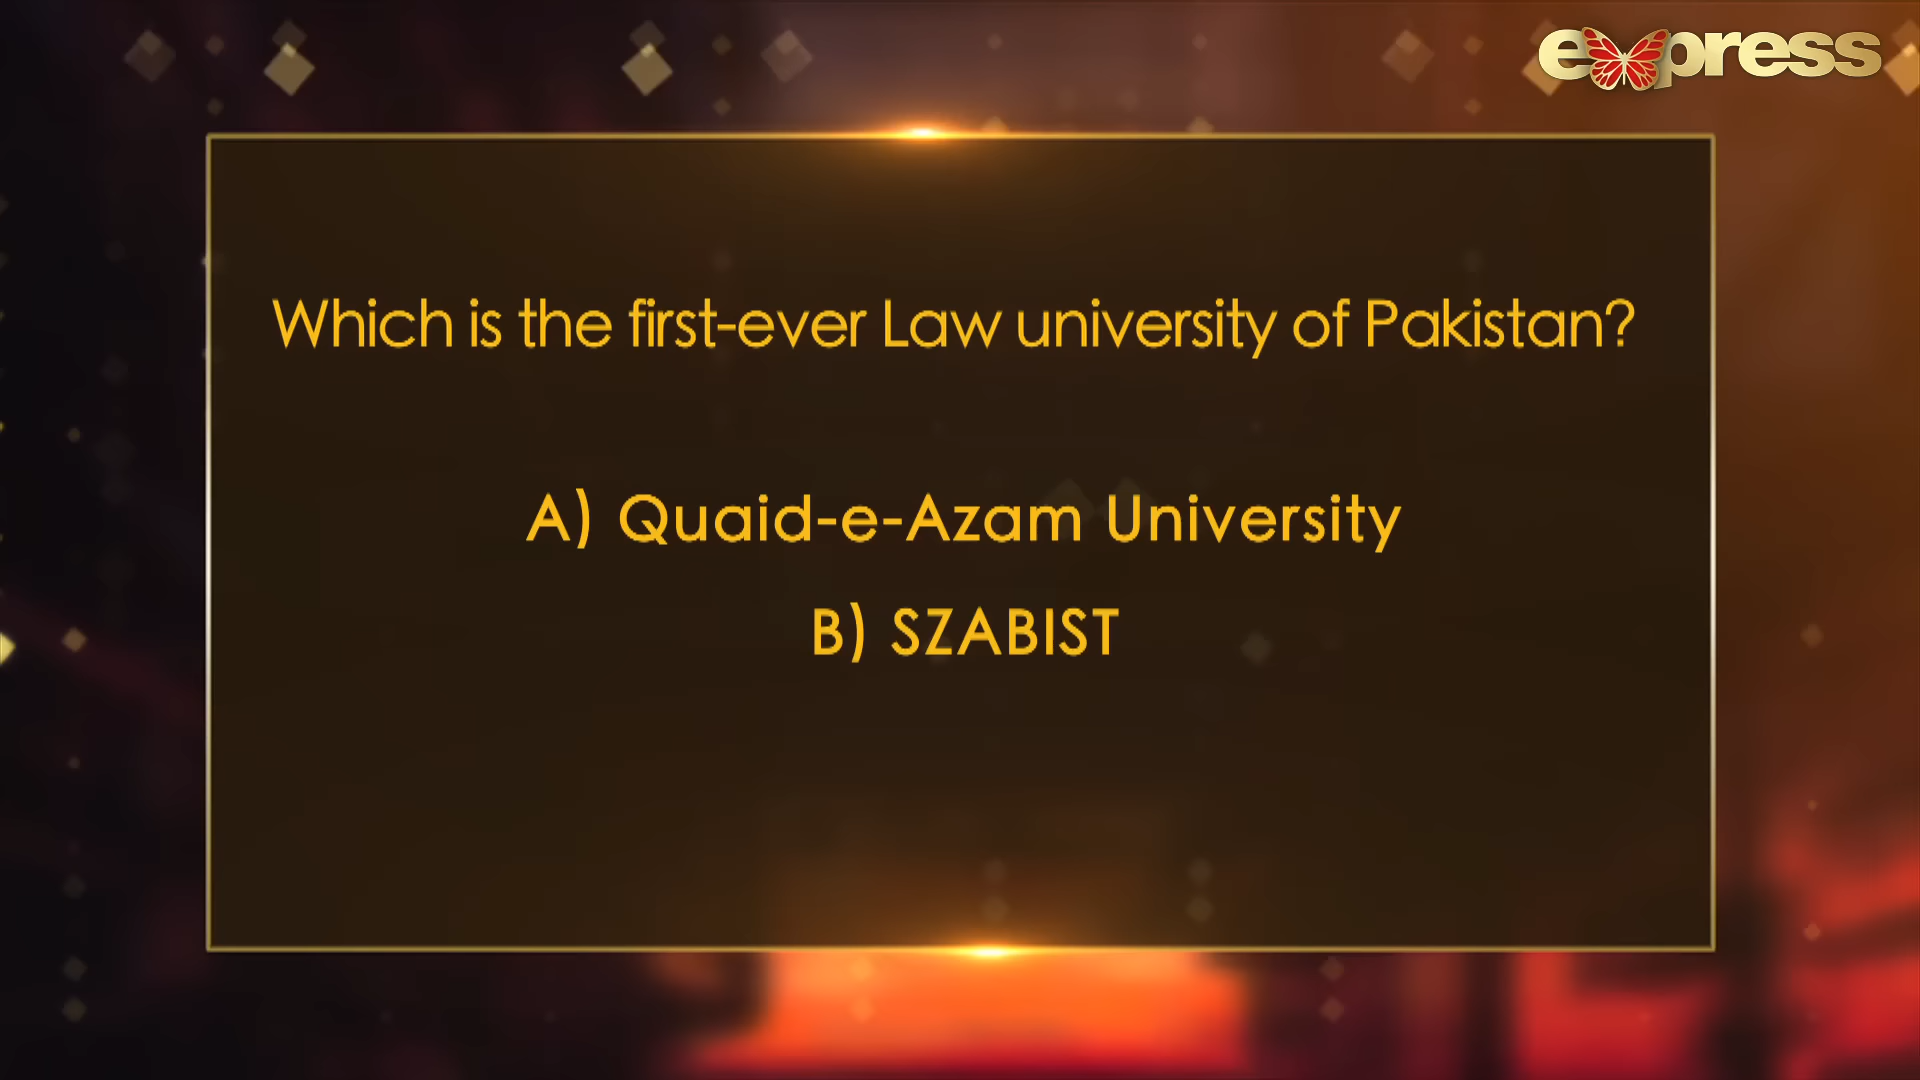 express
Which is the first-ever Law university of Pakistan?
A) Quaid-e-Azam University
B) SZABIST